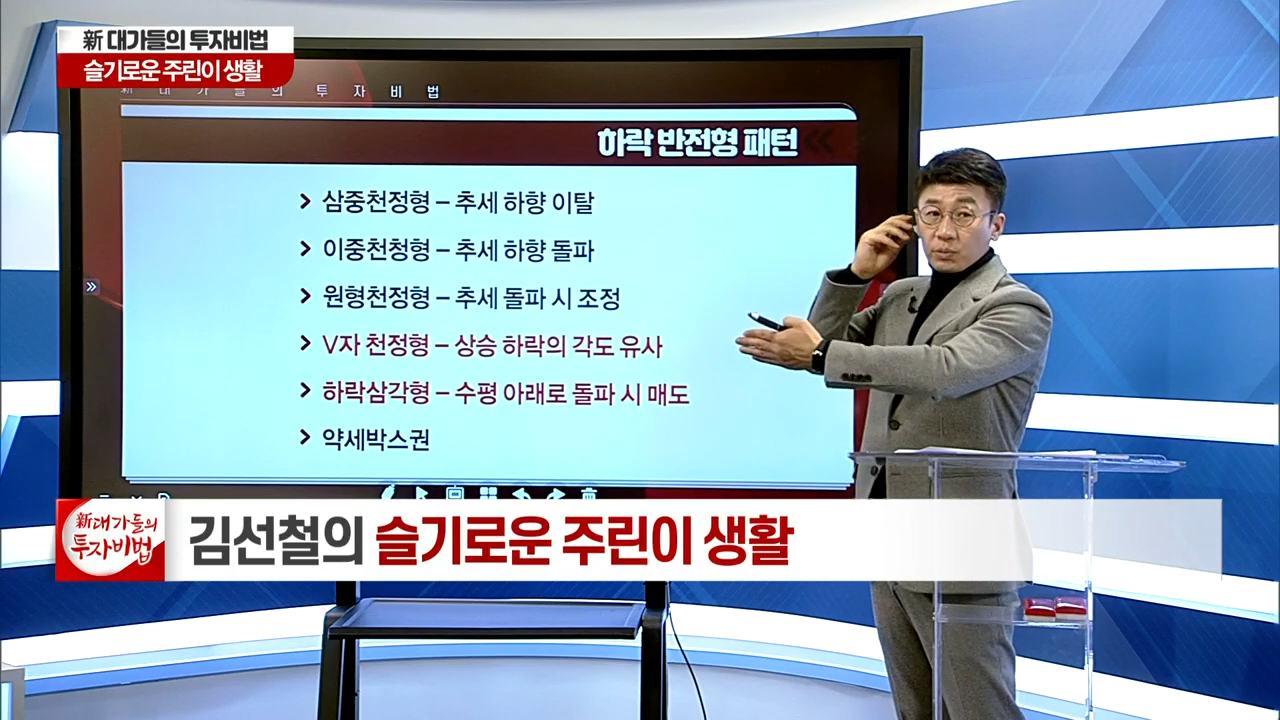 新 대가들의 투자비법
슬기로운 주린이 생활
新 대 가 들 의 투 자 비 법
하락 반전형 패턴
삼중천정형 – 추세 하향 이탈
이중천청형 – 추세 하향 돌파
원형천정형 – 추세 돌파 시 조정
V자 천정형 – 상승 하락의 각도 유사
하락삼각형 – 수평 아래로 돌파 시 매도
약세박스권
新 대가들의
투자비법
김선철의 슬기로운 주린이 생활